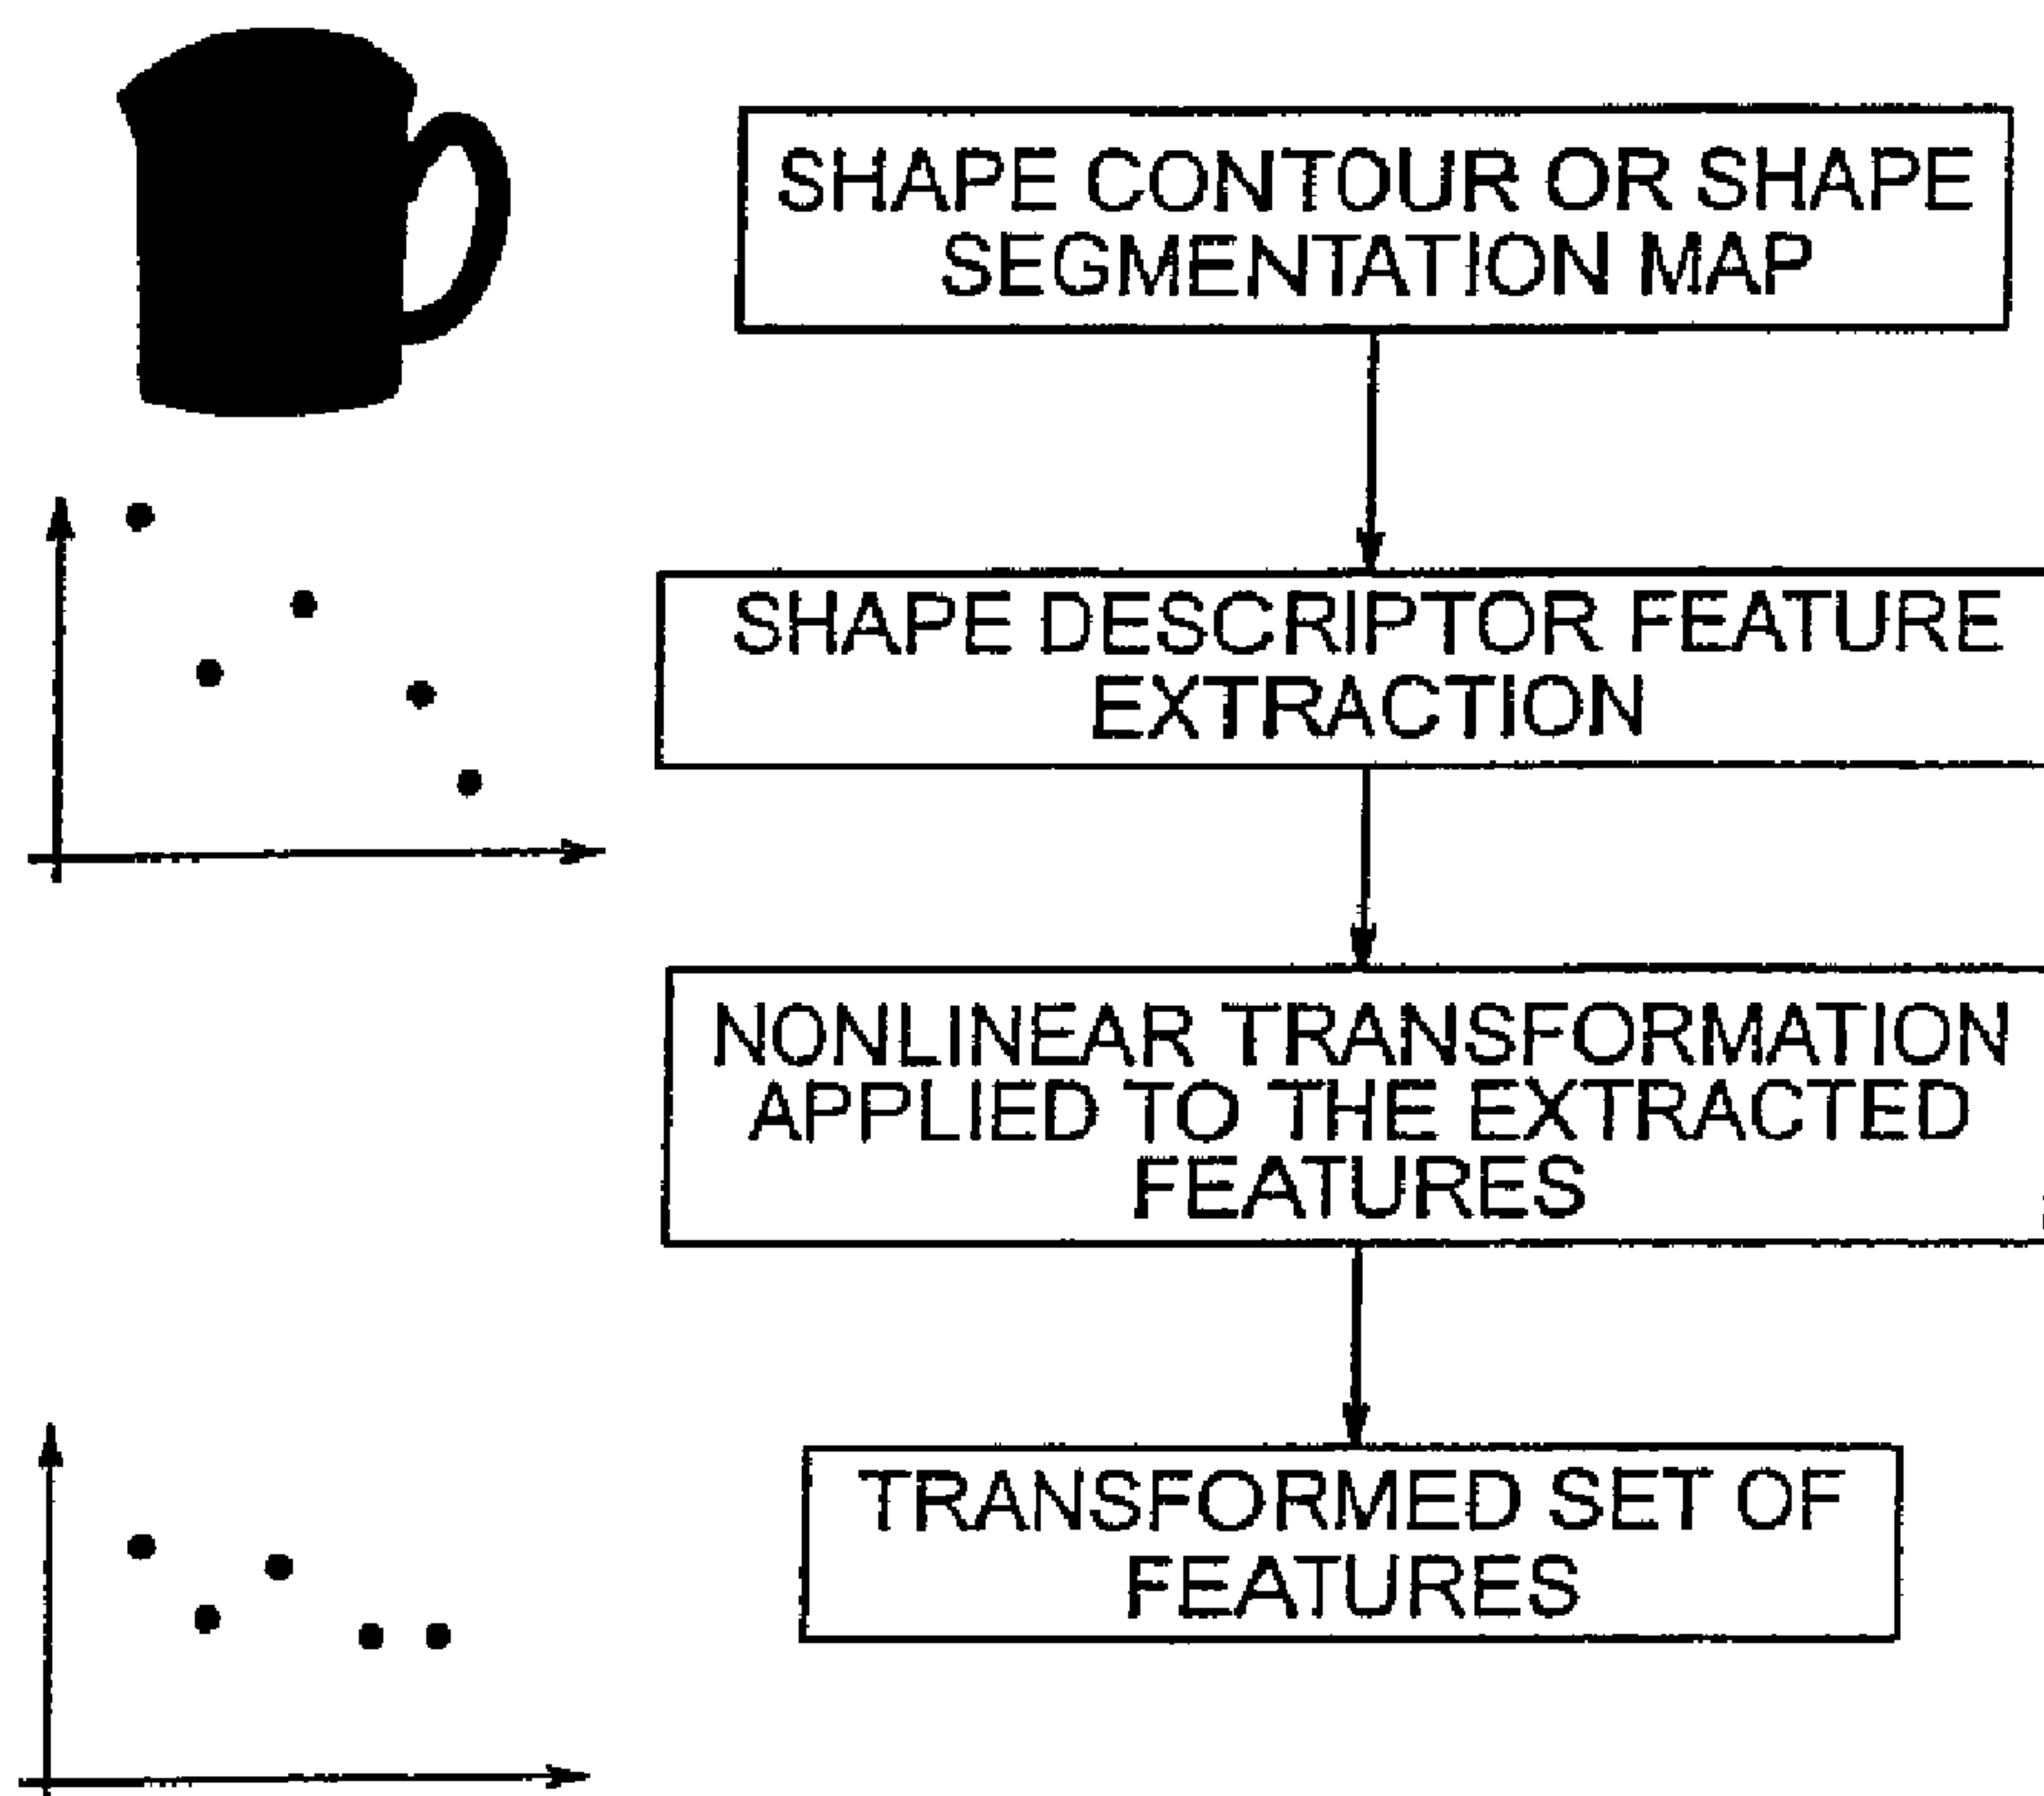 SHAPE CONTOUR OR SHAPE
SEGMENTATION MAP
SHAPE DESCRIPTOR FEATURE
EXTRACTION
NONLINEAR TRANSFORMATION
APPLIED TO THE EXTRACTED
FEATURES
TRANSFORMED SET OF
FEATURES